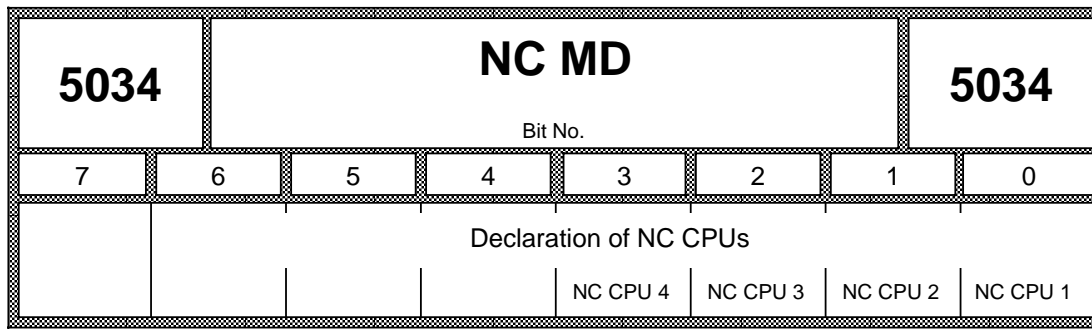 5034 NC MD 5034
Bit No.
7 6 5 4 3 2 1 0
Declaration of NC CPUs
NC CPU 4 NC CPU 3 NC CPU 2 NC CPU 1